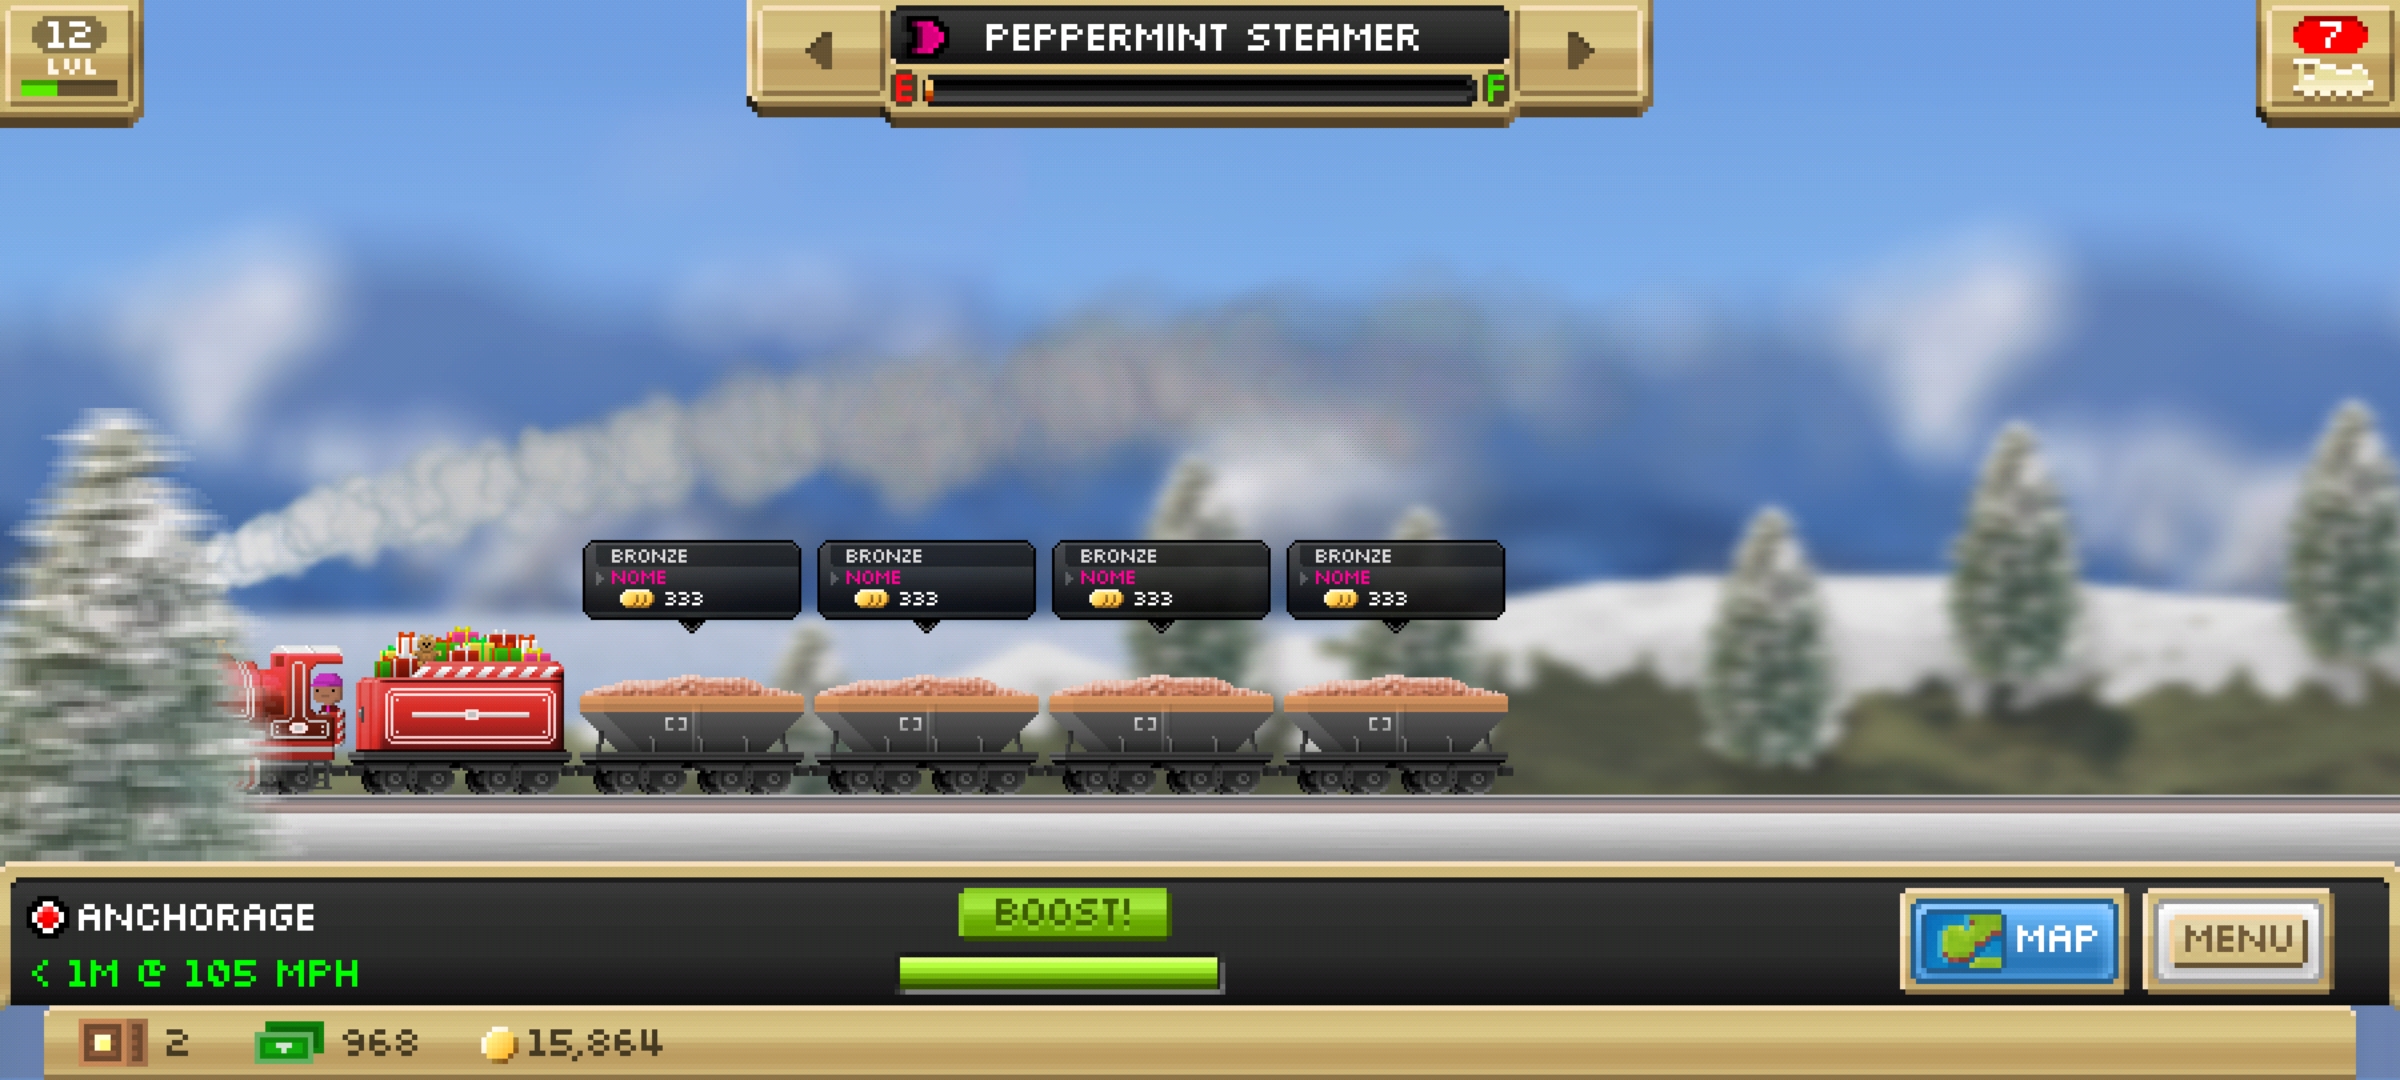 12
LVL
PEPPERMINT STEAMER
E F
7
BRONZE
NOME
333
BRONZE
NOME
333
BRONZE
NOME
333
BRONZE
NOME
333
ANCHORAGE
< 1M @ 105 MPH
BOOST!
MAP
MENU
2
968
15,864